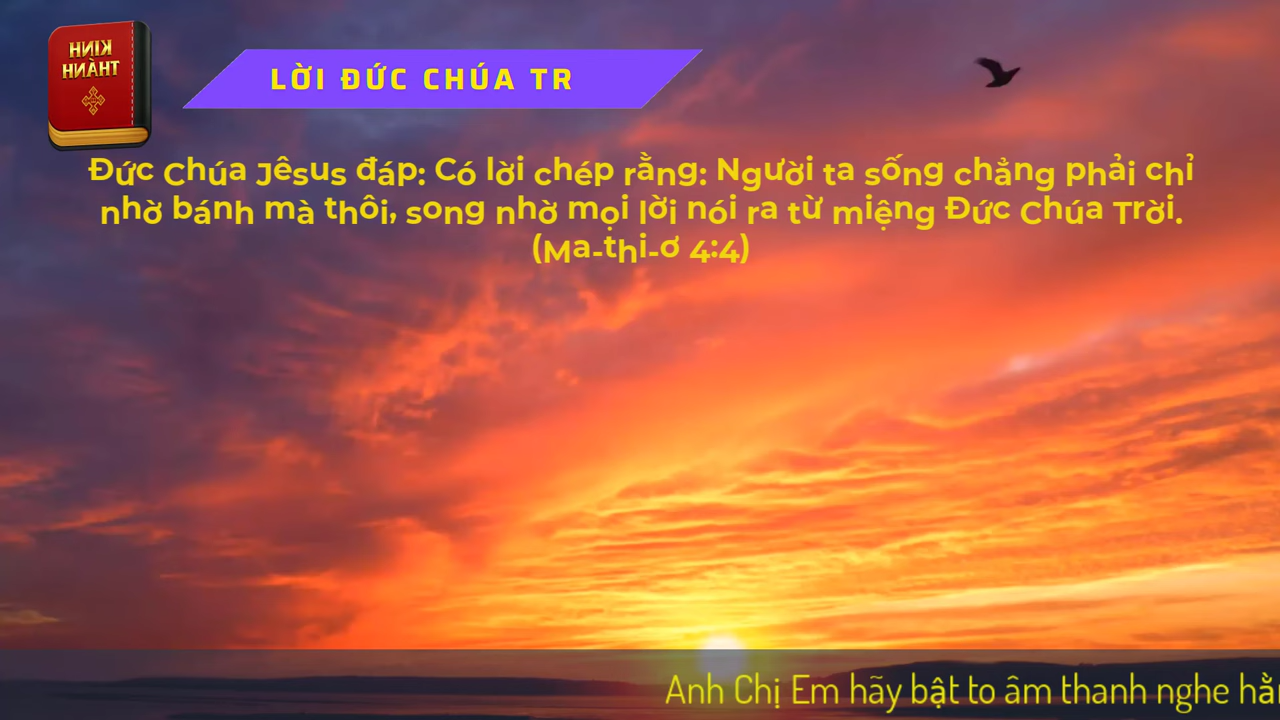 KINH
THÀNH
LỜI ĐỨC CHÚA TR
Đức Chúa Jêsus đáp: Có lời chép rằng: Người ta sống chẳng phải chỉ
nhờ bánh mà thôi, song nhờ mọi lời nói ra từ miệng Đức Chúa Trời.
(Ma-thi-ơ 4:4)
Anh Chị Em hãy bật to âm thanh nghe hằn